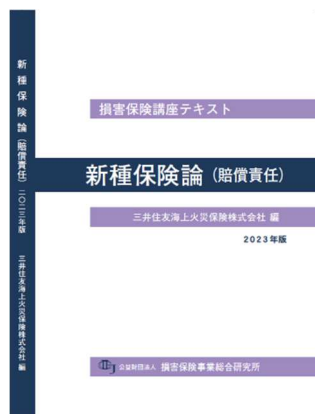 新種保険論(賠償責任) 二〇二三年版 三井住友海上火災保険株式会社 編
損害保険講座テキスト
新種保険論(賠償責任)
三井住友海上火災保険株式会社 編
2023年版
公益財団法人 損害保険事業総合研究所